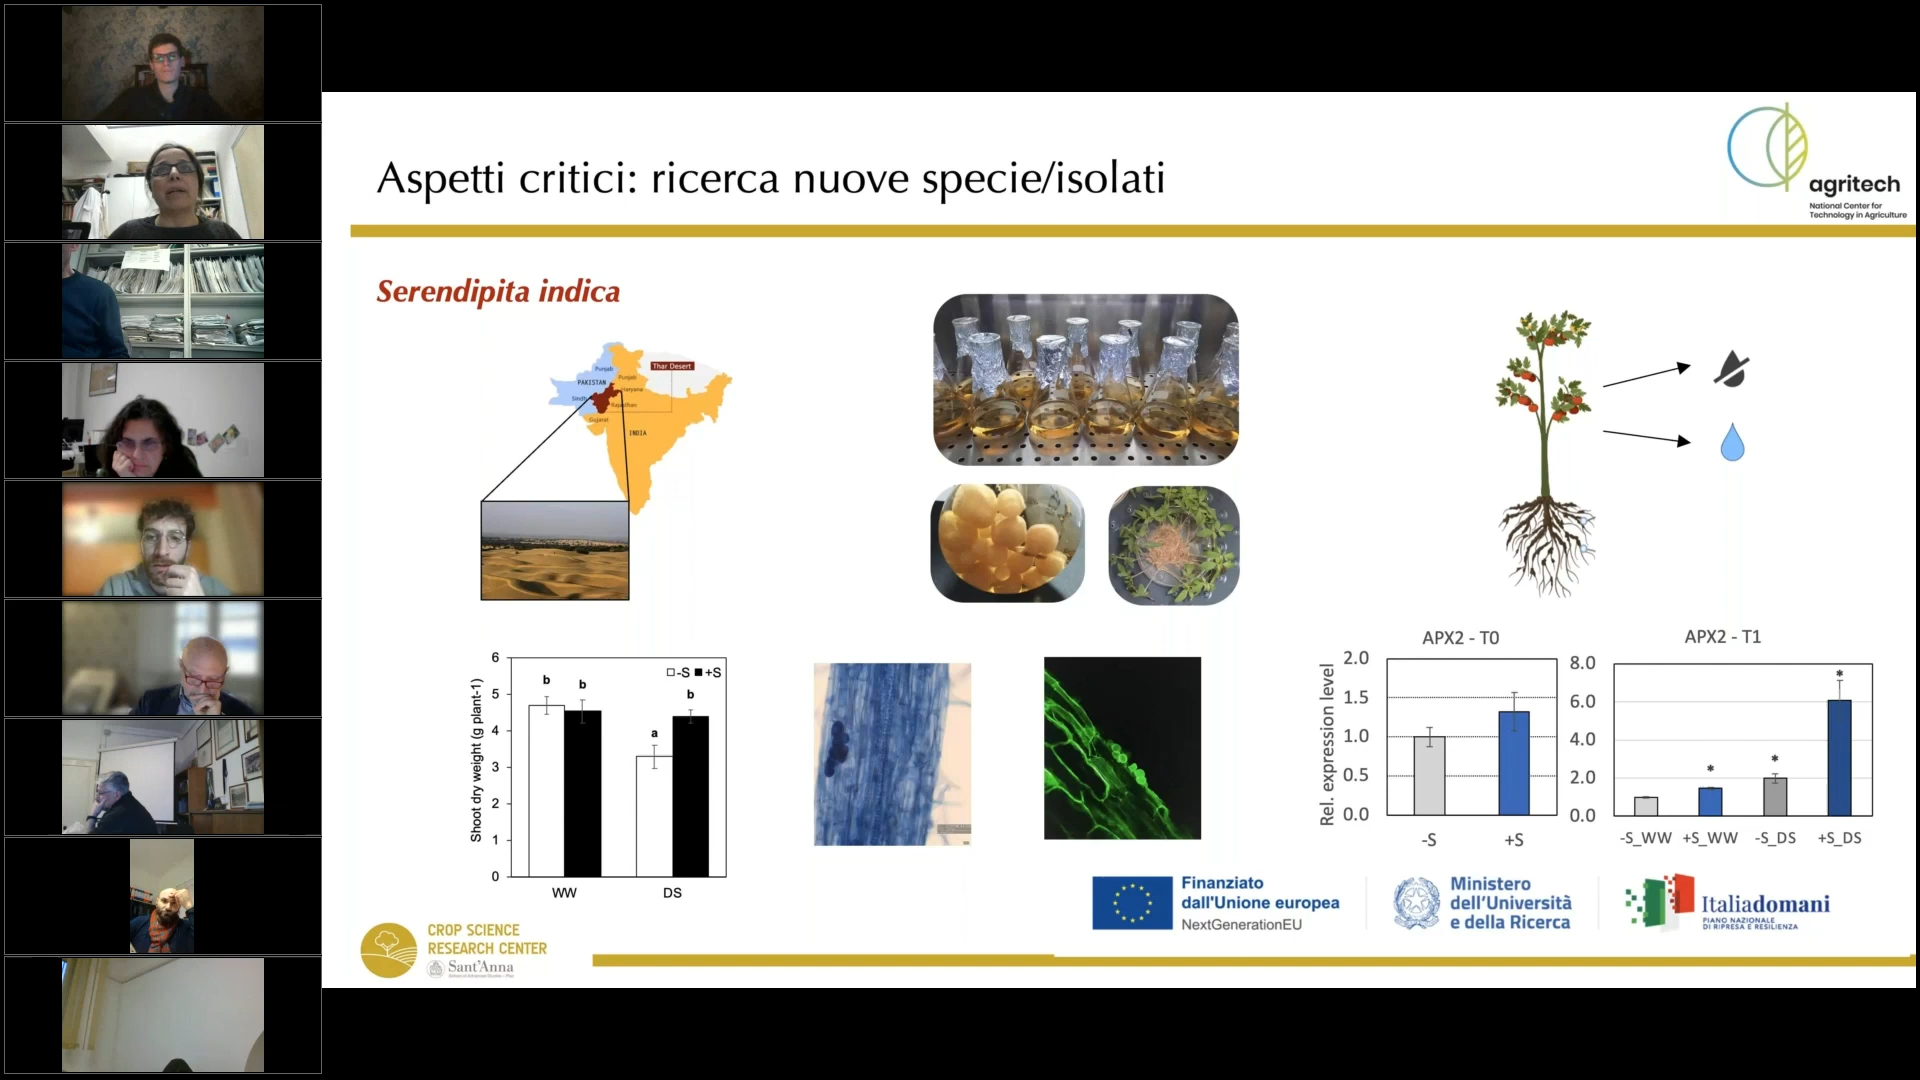 Aspetti critici: ricerca nuove specie/isolati
agritech
National Center for
Technology in Agriculture
Serendipita indica
Punjab
Thar Desert
PAKISTAN
Punjab
Haryana
Sindh
Rajasthan
Gujarat
INDIA
Shoot dry weight (g plant-1)
6
5
4
3
2
1
0
-S +S
b
b
a
b
WW
DS
APX2 - T0
Rel. expression level
2.0
1.5
1.0
0.5
0.0
-S
+S
APX2 - T1
8.0
6.0
4.0
2.0
0.0
*
*
*
-S_WW
+S_WW
-S_DS
+S_DS
Finanziato
dall'Unione europea
NextGenerationEU
Ministero
dell'Università
e della Ricerca
Italiadomani
PIANO NAZIONALE
DI RIPRESA E RESILIENZA
CROP SCIENCE
RESEARCH CENTER
Sant'Anna